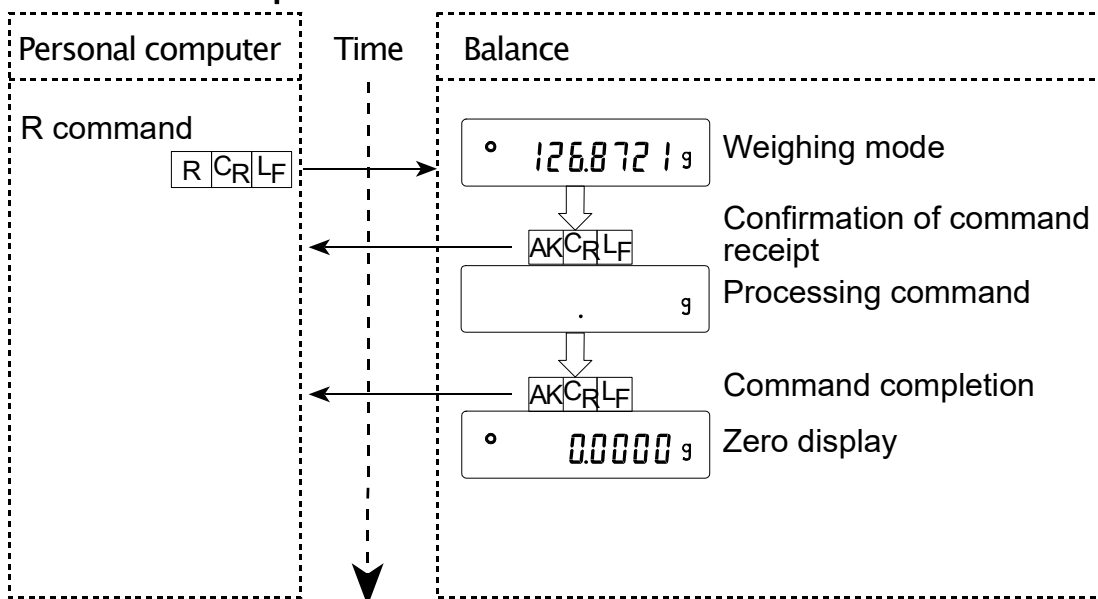 Personal computer
Time
Balance
R command
R CR LF
126.8721 g
Weighing mode
AK CR LF
Confirmation of command
receipt
. g
Processing command
AK CR LF
Command completion
0.0000 g
Zero display